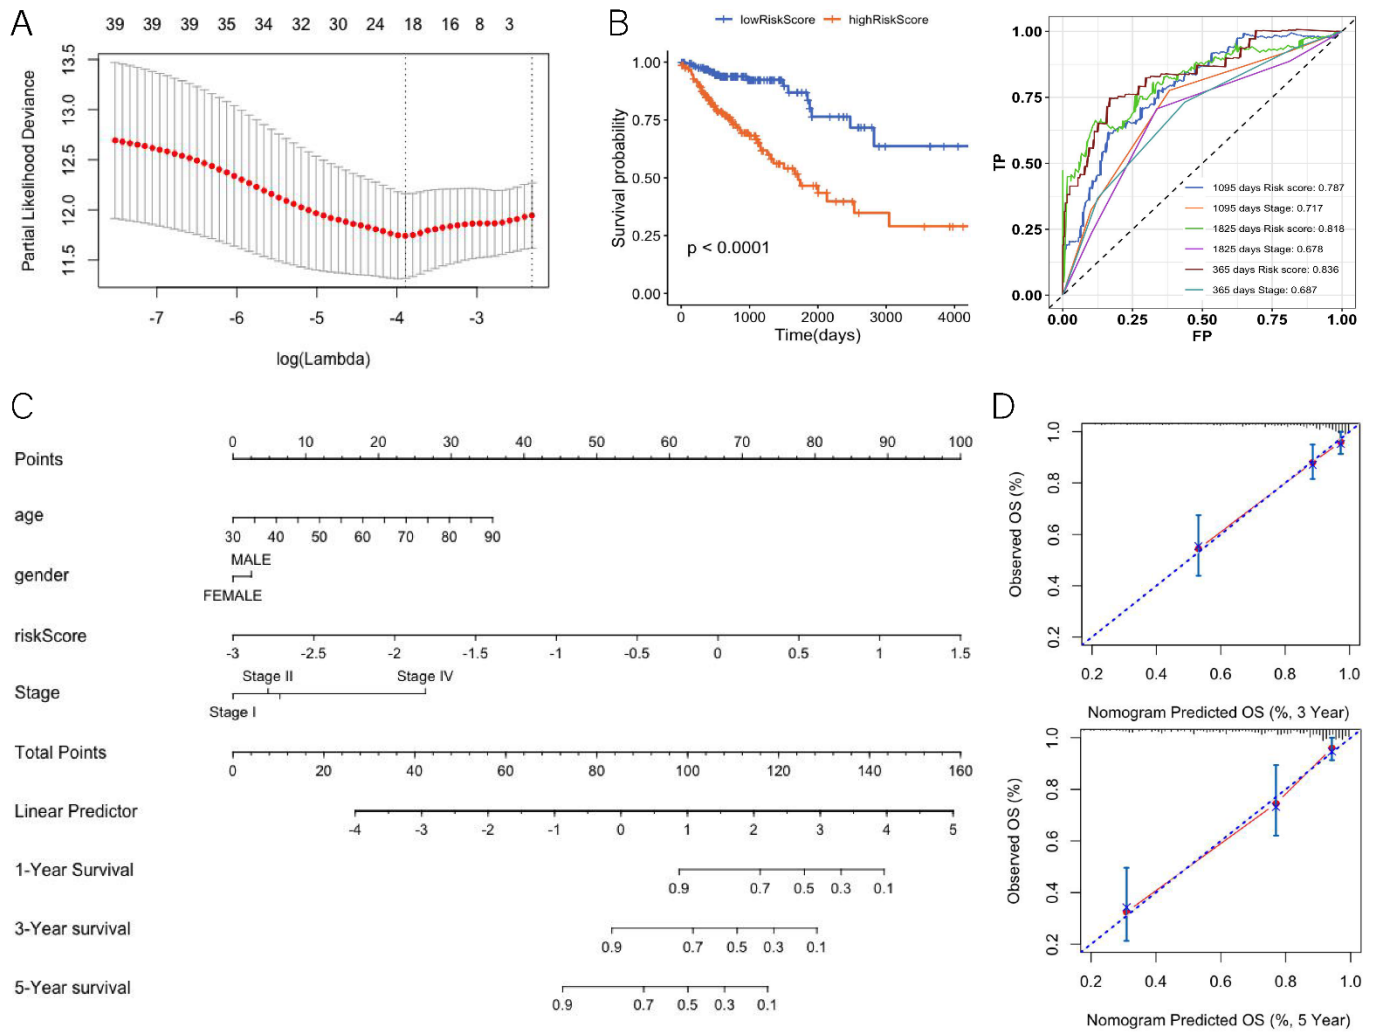 A
39 39 39 35 34 32 30 24 18 16 8 3
Partial Likelihood Deviance
13.5
13.0
12.5
12.0
11.5
-7 -6 -5 -4 -3
log(Lambda)
B
lowRiskScore highRiskScore
Survival probability
1.00
0.75
0.50
0.25
0.00
p < 0.0001
0 1000 2000 3000 4000
Time(days)
TP
1.00
0.75
0.50
0.25
0.00
1095 days Risk score: 0.787
1095 days Stage: 0.717
1825 days Risk score: 0.818
1825 days Stage: 0.678
365 days Risk score: 0.836
365 days Stage: 0.687
0.00 0.25 0.50 0.75 1.00
FP
C
0 10 20 30 40 50 60 70 80 90 100
Points
age
30 40 50 60 70 80 90
MALE
gender
FEMALE
riskScore
-3 -2.5 -2 -1.5 -1 -0.5 0 0.5 1 1.5
Stage II Stage IV
Stage
Stage I
Total Points
0 20 40 60 80 100 120 140 160
Linear Predictor
-4 -3 -2 -1 0 1 2 3 4 5
1-Year Survival
0.9 0.7 0.5 0.3 0.1
3-Year survival
0.9 0.7 0.5 0.3 0.1
5-Year survival
0.9 0.7 0.5 0.3 0.1
D
Observed OS (%)
1.0
0.8
0.6
0.4
0.2
0.2 0.4 0.6 0.8 1.0
Nomogram Predicted OS (%, 3 Year)
Observed OS (%)
1.0
0.8
0.6
0.4
0.2
0.2 0.4 0.6 0.8 1.0
Nomogram Predicted OS (%, 5 Year)